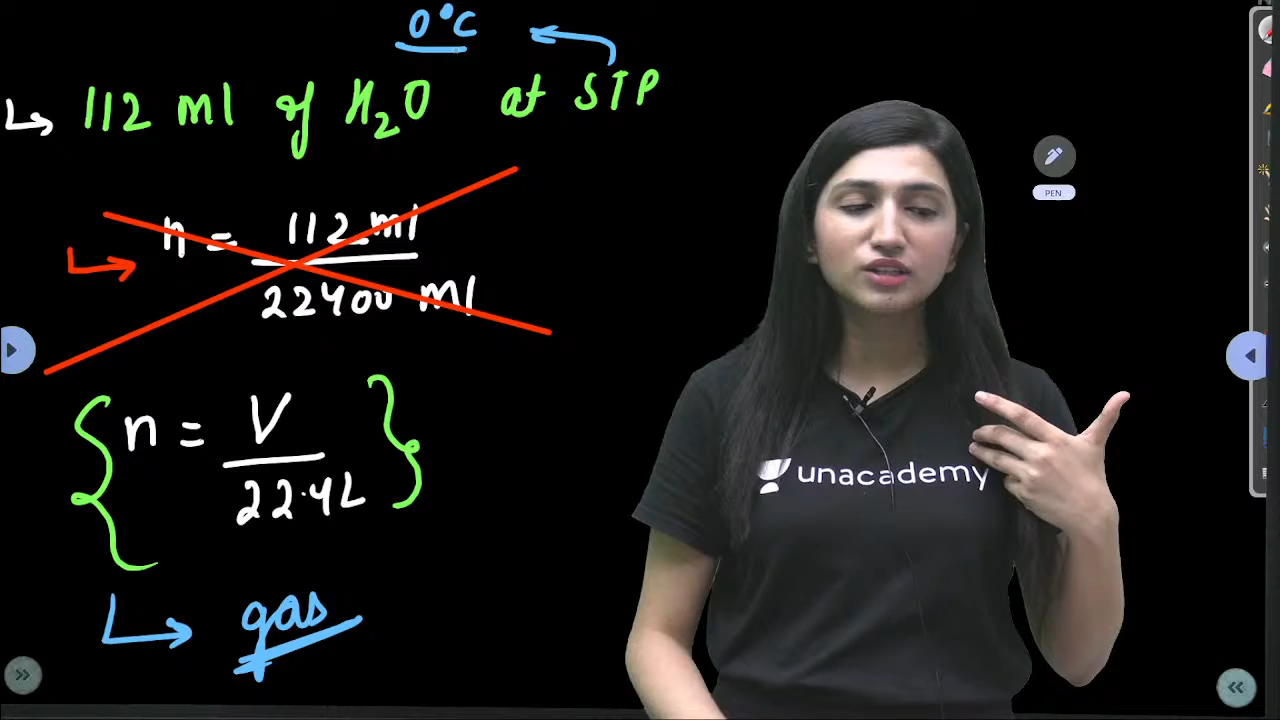 0°C
↳ 112 ml of H₂O at STP
↳ n = 112 ml / 22400 ml
{ n = V / 22.4L }
↳ gas
PEN
unacademy